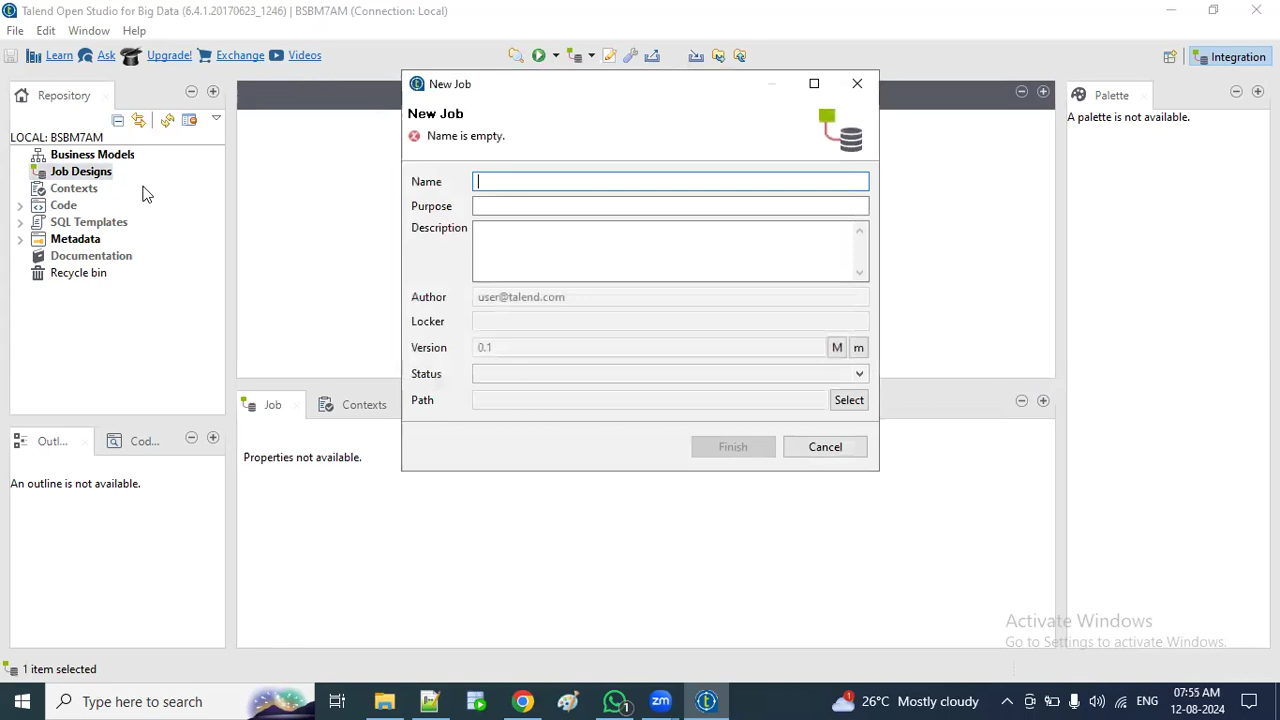 Talend Open Studio for Big Data (6.4.1.20170623_1246) | BSBM7AM (Connection: Local)
File Edit Window Help
Learn Ask Upgrade! Exchange Videos
Integration
Repository
LOCAL: BSBM7AM
Business Models
Job Designs
Contexts
Code
SQL Templates
Metadata
Documentation
Recycle bin
New Job
New Job
Name is empty.
Name
Purpose
Description
Author user@talend.com
Locker
Version 0.1 M m
Status
Path Select
Finish Cancel
Palette
A palette is not available.
Job Contexts
Properties not available.
Outl... Cod...
An outline is not available.
Activate Windows
Go to Settings to activate Windows.
1 item selected
Type here to search
1
26°C Mostly cloudy
ENG
07:55 AM
12-08-2024